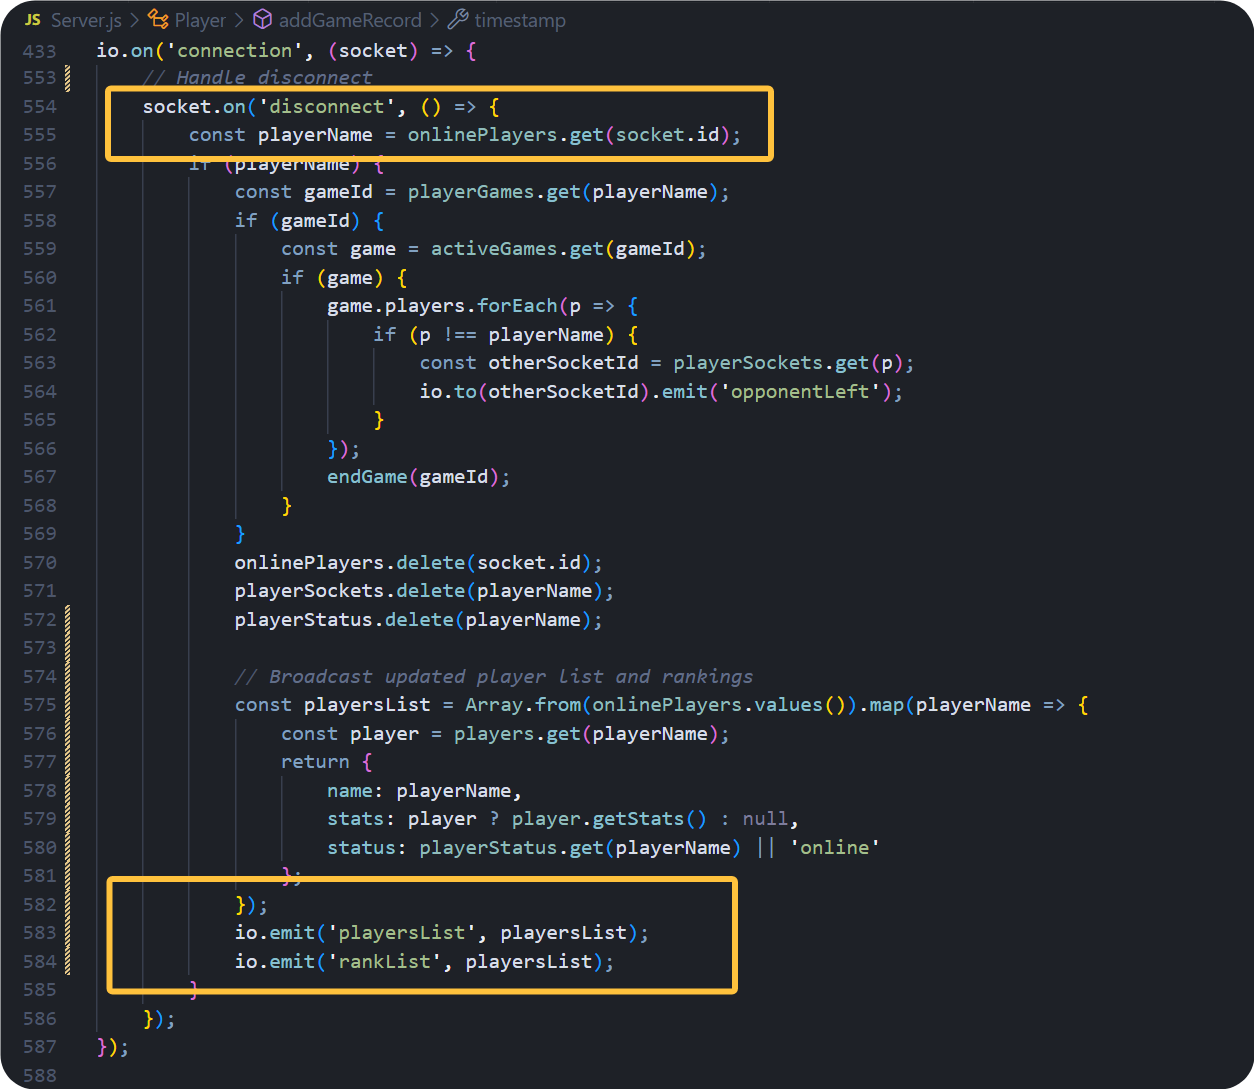 JS Server.js > Player > addGameRecord > timestamp
433 io.on('connection', (socket) => {
553 // Handle disconnect
554 socket.on('disconnect', () => {
555 const playerName = onlinePlayers.get(socket.id);
556 if (playerName) {
557 const gameId = playerGames.get(playerName);
558 if (gameId) {
559 const game = activeGames.get(gameId);
560 if (game) {
561 game.players.forEach(p => {
562 if (p !== playerName) {
563 const otherSocketId = playerSockets.get(p);
564 io.to(otherSocketId).emit('opponentLeft');
565 }
566 });
567 endGame(gameId);
568 }
569 }
570 onlinePlayers.delete(socket.id);
571 playerSockets.delete(playerName);
572 playerStatus.delete(playerName);
573
574 // Broadcast updated player list and rankings
575 const playersList = Array.from(onlinePlayers.values()).map(playerName => {
576 const player = players.get(playerName);
577 return {
578 name: playerName,
579 stats: player ? player.getStats() : null,
580 status: playerStatus.get(playerName) || 'online'
581 };
582 });
583 io.emit('playersList', playersList);
584 io.emit('rankList', playersList);
585 }
586 });
587 });
588